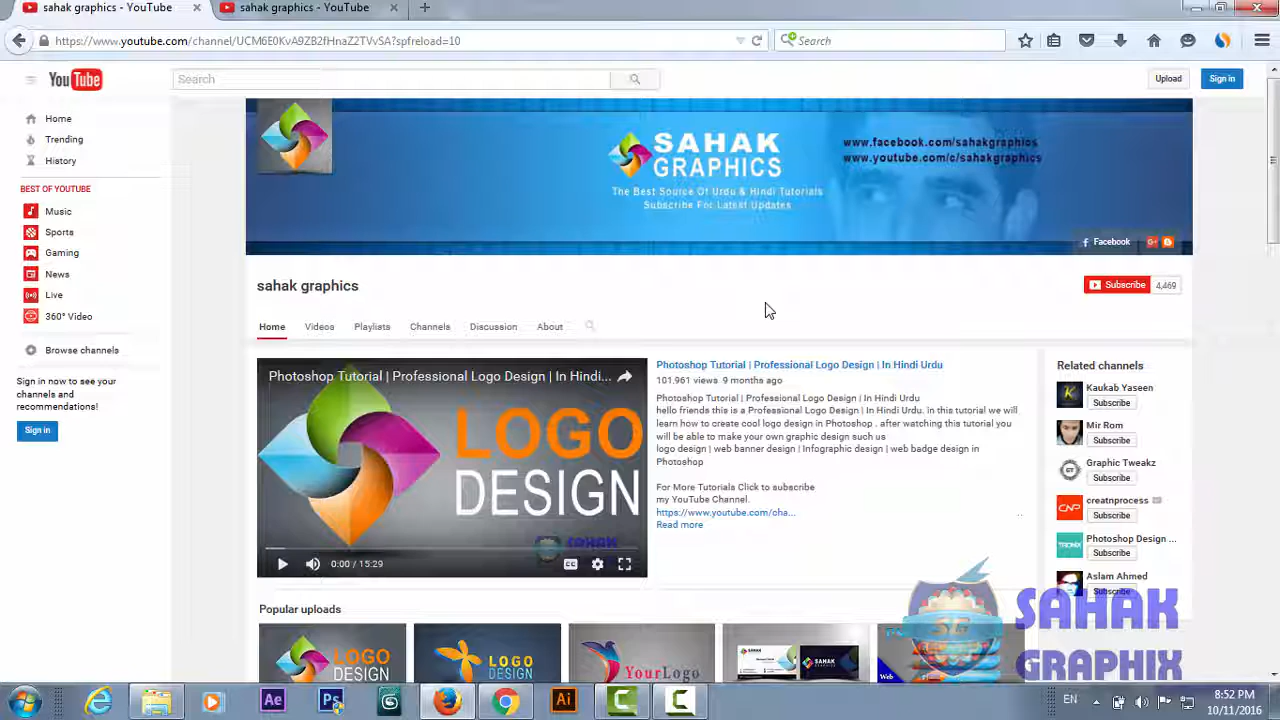 sahak graphics - YouTube
sahak graphics - YouTube
https://www.youtube.com/channel/UCM6E0KvA9ZB2fHnaZ2TVvSA?spfreload=10
Search
YouTube
Search
Upload
Sign in
Home
Trending
History
BEST OF YOUTUBE
Music
Sports
Gaming
News
Live
360° Video
Browse channels
Sign in now to see your
channels and
recommendations!
Sign in
SAHAK
GRAPHICS
The Best Source Of Urdu & Hindi Tutorials
Subscribe For Latest Updates
www.facebook.com/sahakgraphics
www.youtube.com/c/sahakgraphics
Facebook
sahak graphics
Subscribe 4,469
Home Videos Playlists Channels Discussion About
Photoshop Tutorial | Professional Logo Design | In Hindi...
LOGO
DESIGN
SAHAK
0:00 / 15:29
Photoshop Tutorial | Professional Logo Design | In Hindi Urdu
101,961 views 9 months ago
Photoshop Tutorial | Professional Logo Design | In Hindi Urdu
hello friends this is a Professional Logo Design | In Hindi Urdu. in this tutorial we will
learn how to create cool logo design in Photoshop . after watching this tutorial you
will be able to make your own graphic design such us
logo design | web banner design | Infographic design | web badge design in
Photoshop
For More Tutorials Click to subscribe
my YouTube Channel.
https://www.youtube.com/cha...
Read more
Related channels
Kaukab Yaseen
Subscribe
Mir Rom
Subscribe
Graphic Tweakz
Subscribe
creatnprocess
Subscribe
Photoshop Design ...
Subscribe
Aslam Ahmed
Subscribe
Popular uploads
LOGO
DESIGN
LOGO
DESIGN
YourLogo
SAHAK
Web
SAHAK
GRAPHIX
Ae
Ps
Ai
EN
8:52 PM
10/11/2016